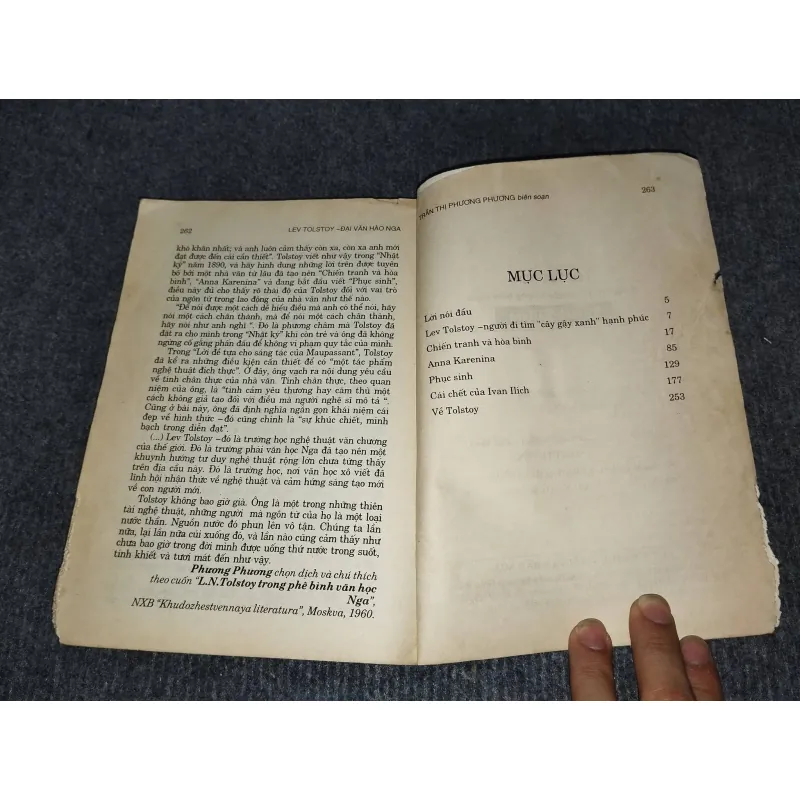 262 LEV TOLSTOY –ĐẠI VĂN HÀO NGA
khó khăn nhất; và anh luôn cảm thấy còn xa, còn xa anh mới
đạt được đến cái cần thiết". Tolstoy viết như vậy trong "Nhật
ký" năm 1890, và hãy hình dung những lời trên được tuyên
bố bởi một nhà văn từ lâu đã tạo nên "Chiến tranh và hòa
bình", "Anna Karenina" và đang bắt đầu viết "Phục sinh",
điều này đủ cho thấy rõ thái độ của Tolstoy đối với vai trò
của ngôn từ trong lao động của nhà văn như thế nào.
"Để nói được một cách dễ hiểu điều mà anh có thể nói, hãy
nói một cách chân thành, mà để nói một cách chân thành,
hãy nói như anh nghĩ ". Đó là phương châm mà Tolstoy đã
đặt ra cho mình trong "Nhật ký" khi còn trẻ và ông đã không
ngừng cố gắng phấn đấu để không vi phạm quy tắc của mình.
Trong "Lời đề tựa cho sáng tác của Maupassant", Tolstoy
đã kể ra những điều kiện cần thiết để có "một tác phẩm
nghệ thuật đích thực". Ở đây, ông vạch ra nội dung yêu cầu
về tính chân thực của nhà văn. Tính chân thực, theo quan
niệm của ông, là "tình cảm yêu thương hay căm thù một
cách không giả tạo đối với điều mà người nghệ sĩ mô tả ".
Cũng ở bài này, ông đã định nghĩa ngắn gọn khái niệm cái
đẹp về hình thức –đó cũng chính là "sự khúc chiết, minh
bạch trong diễn đạt".
(...) Lev Tolstoy –đó là trường học nghệ thuật văn chương
của thế giới. Đó là trường phái văn học Nga đã tạo nên một
khuynh hướng tư duy nghệ thuật rộng lớn chưa từng thấy
trên địa cầu này. Đó là trường học, nơi văn học xô viết đã
lĩnh hội nhận thức về nghệ thuật và cảm hứng sáng tạo mới
về con người mới.
Tolstoy không bao giờ già. Ông là một trong những thiên
tài nghệ thuật, những người mà ngôn từ của họ là một loại
nước thần. Nguồn nước đó phun lên vô tận. Chúng ta lần
nữa, lại lần nữa cúi xuống đó, và lần nào cũng cảm thấy như
chưa bao giờ trong đời mình được uống thứ nước trong suốt,
tinh khiết và tươi mát đến như vậy.
Phương Phương chọn dịch và chú thích
theo cuốn "L.N.Tolstoy trong phê bình văn học
Nga",
NXB "Khudozhestvennaya literatura", Moskva, 1960.
TRẦN THỊ PHƯƠNG PHƯƠNG biên soạn 263
MỤC LỤC
Lời nói đầu 5
Lev Tolstoy –người đi tìm "cây gậy xanh" hạnh phúc 7
Chiến tranh và hòa bình 17
Anna Karenina 85
Phục sinh 129
Cái chết của Ivan Ilich 177
Về Tolstoy 253